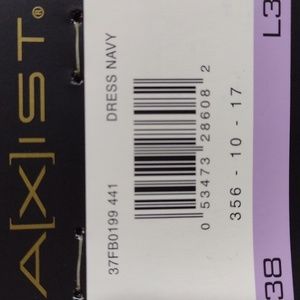 A[X]IST®
37FB0199 441 DRESS NAVY
0 53473 28608 2
356 - 10 - 17
38 L3